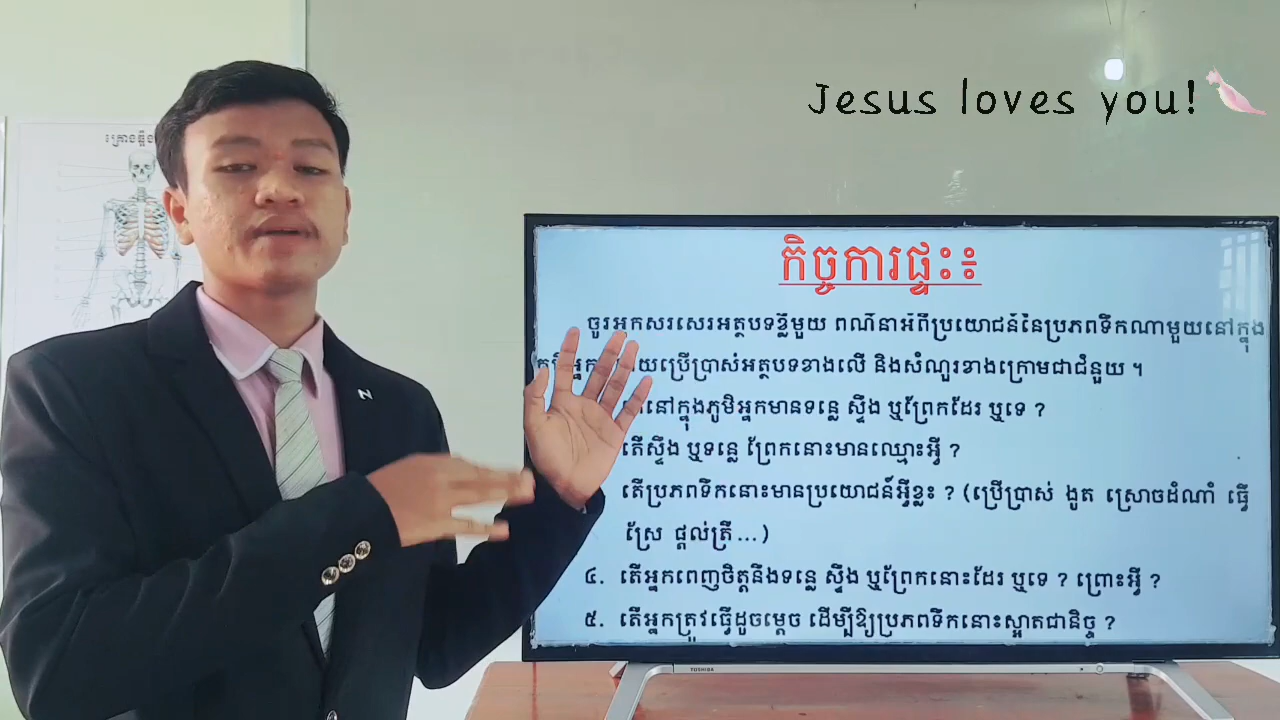 Jesus loves you!
គ្រោងឆ្អឹង
កិច្ចការផ្ទះ៖
ចូរអ្នកសរសេរអត្ថបទខ្លីមួយ ពណ៌នាអំពីប្រយោជន៍នៃប្រភពទឹកណាមួយនៅក្នុង
ប្រើប្រាស់អត្ថបទខាងលើ និងសំណួរខាងក្រោមជាជំនួយ ។
នៅក្នុងភូមិអ្នកមានទន្លេ ស្ទឹង ឬព្រែកដែរ ឬទេ ?
តើស្ទឹង ឬទន្លេ ព្រែកនោះមានឈ្មោះអ្វី ?
តើប្រភពទឹកនោះមានប្រយោជន៍អ្វីខ្លះ ? (ប្រើប្រាស់ ងូត ស្រោចដំណាំ ធ្វើ
ស្រែ ផ្តល់ត្រី...)
៤. តើអ្នកពេញចិត្តនឹងទន្លេ ស្ទឹង ឬព្រែកនោះដែរ ឬទេ ? ព្រោះអ្វី ?
៥. តើអ្នកត្រូវធ្វើដូចម្តេច ដើម្បីឱ្យប្រភពទឹកនោះស្អាតជានិច្ច ?
TOSHIBA